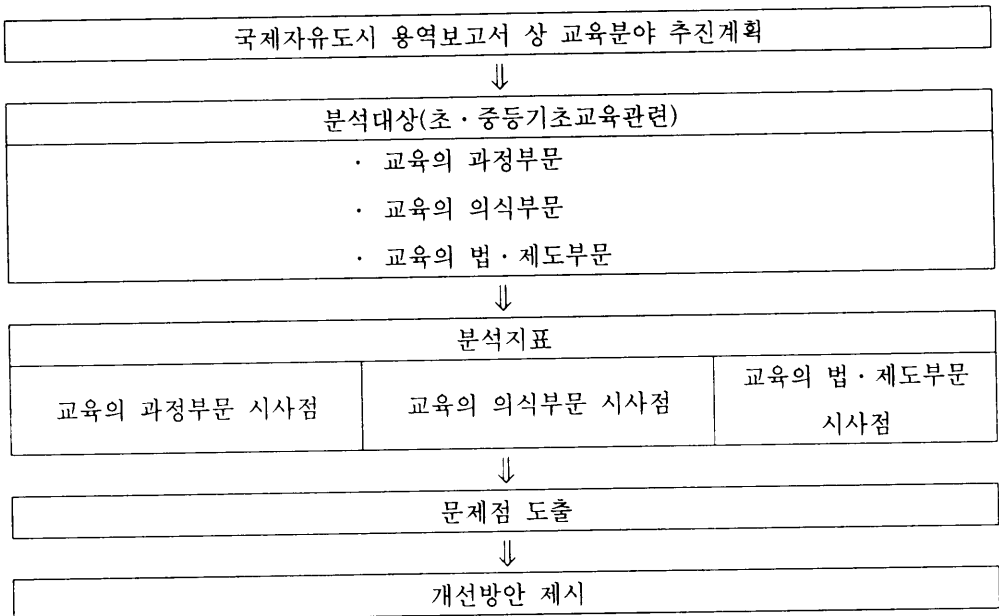 국제자유도시 용역보고서 상 교육분야 추진계획
⇓
분석대상(초·중등기초교육관련)
· 교육의 과정부문
· 교육의 의식부문
· 교육의 법·제도부문
⇓
분석지표
교육의 과정부문 시사점
교육의 의식부문 시사점
교육의 법·제도부문
시사점
⇓
문제점 도출
⇓
개선방안 제시